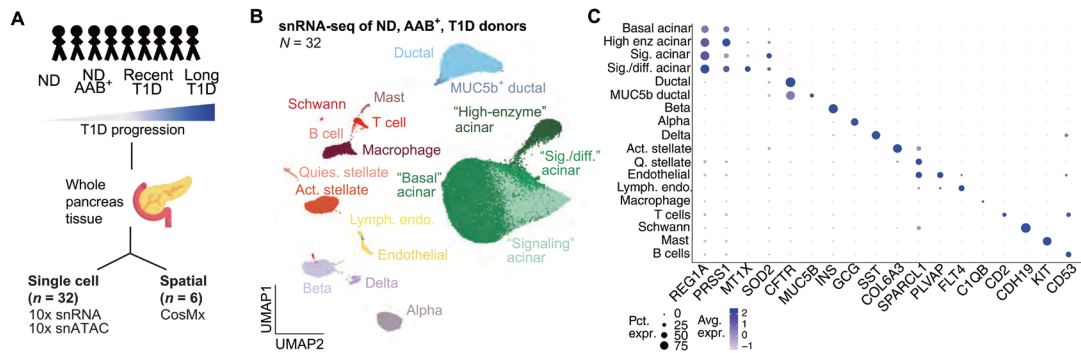 A
ND
ND
AAB+
Recent
T1D
Long
T1D
T1D progression
Whole
pancreas
tissue
Single cell
(n = 32)
10x snRNA
10x snATAC
Spatial
(n = 6)
CosMx
B
snRNA-seq of ND, AAB+, T1D donors
N = 32
Ductal
MUC5b+ ductal
Mast
Schwann
T cell
B cell
Macrophage
"High-enzyme"
acinar
"Sig./diff."
acinar
Quies. stellate
Act. stellate
"Basal"
acinar
Lymph. endo.
"Signaling"
acinar
Endothelial
Beta
Delta
Alpha
UMAP1
UMAP2
C
Basal acinar
High enz acinar
Sig. acinar
Sig./diff. acinar
Ductal
MUC5b ductal
Beta
Alpha
Delta
Act. stellate
Q. stellate
Endothelial
Lymph. endo.
Macrophage
T cells
Schwann
Mast
B cells
REG1A
PRSS1
MT1X
SOD2
CFTR
MUC5B
INS
GCG
SST
COL6A3
SPARCL1
PLVAP
FLT4
C1QB
CD2
CDH19
KIT
CD53
Pct.
expr.
0
25
50
75
Avg.
expr.
2
1
0
−1